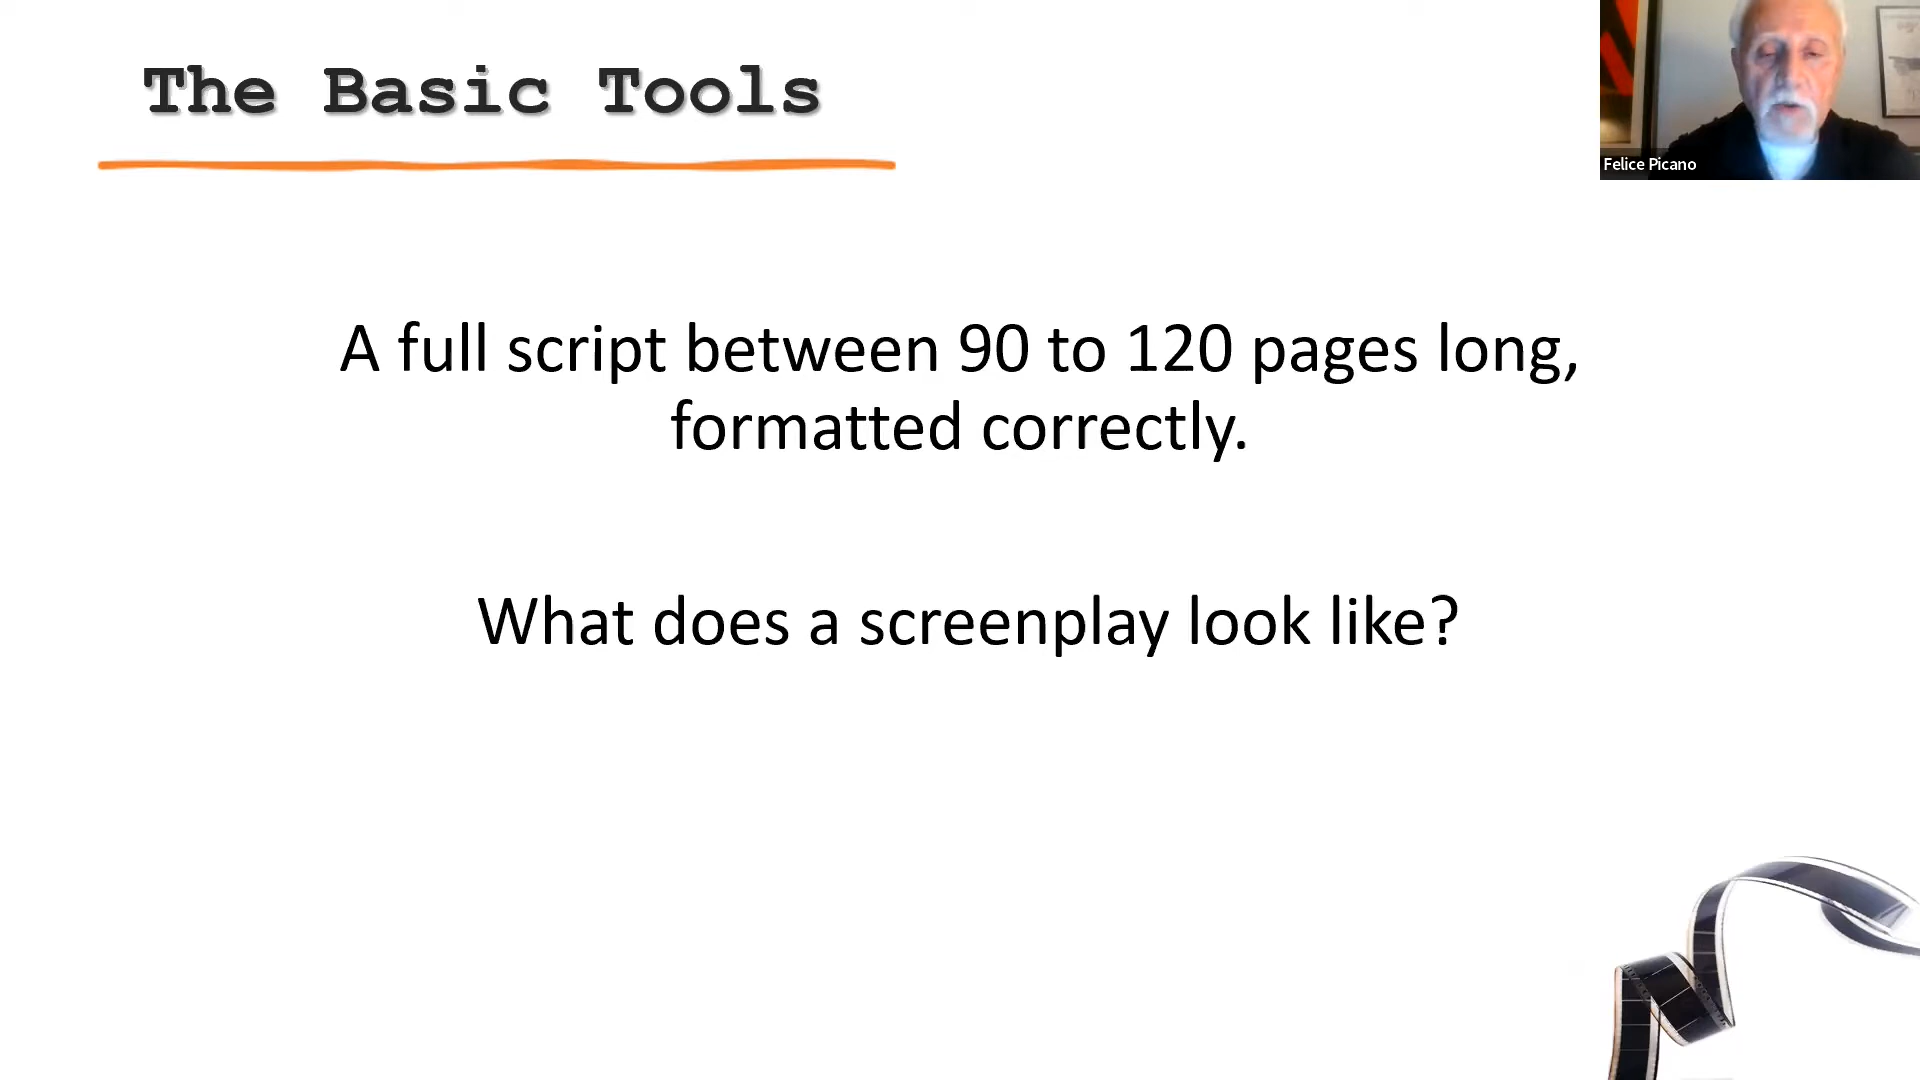 The Basic Tools
Felice Picano
A full script between 90 to 120 pages long,
formatted correctly.
What does a screenplay look like?